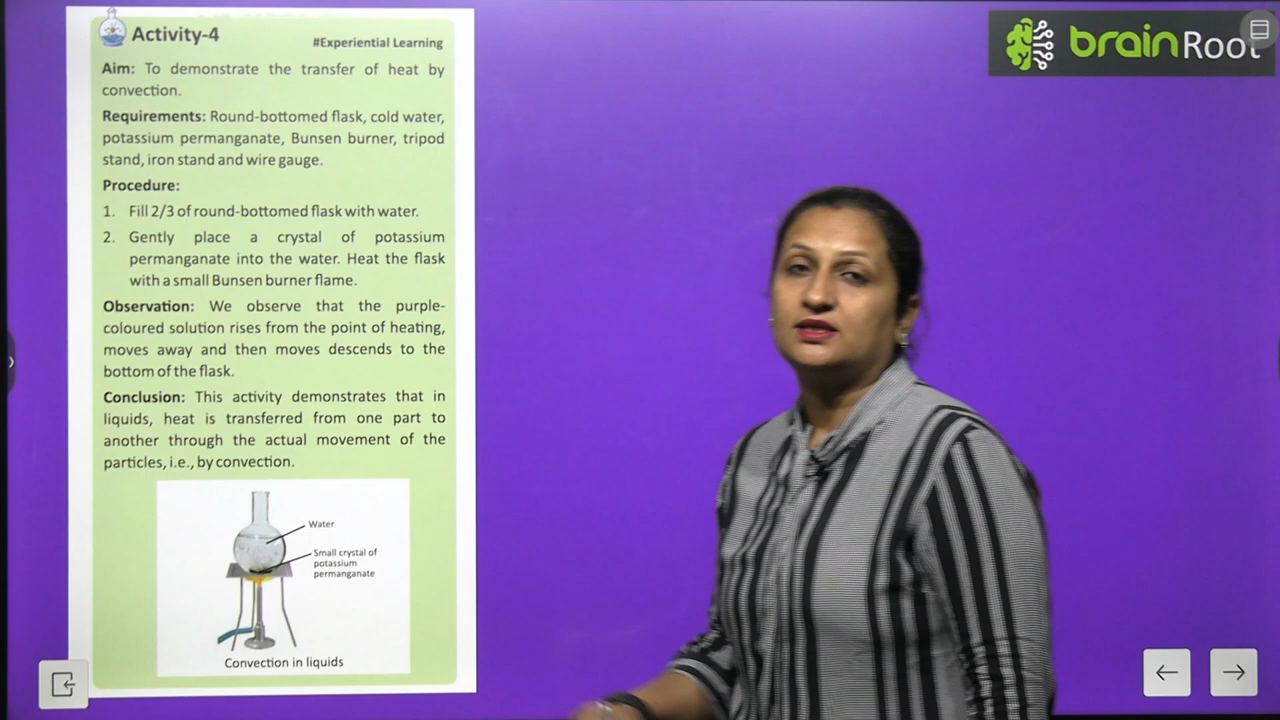 Activity-4
#Experiential Learning
Aim: To demonstrate the transfer of heat by
convection.
Requirements: Round-bottomed flask, cold water,
potassium permanganate, Bunsen burner, tripod
stand, iron stand and wire gauge.
Procedure:
1. Fill 2/3 of round-bottomed flask with water.
2. Gently place a crystal of potassium
permanganate into the water. Heat the flask
with a small Bunsen burner flame.
Observation: We observe that the purple-
coloured solution rises from the point of heating,
moves away and then moves descends to the
bottom of the flask.
Conclusion: This activity demonstrates that in
liquids, heat is transferred from one part to
another through the actual movement of the
particles, i.e., by convection.
Water
Small crystal of
potassium
permanganate
Convection in liquids
brainRoot